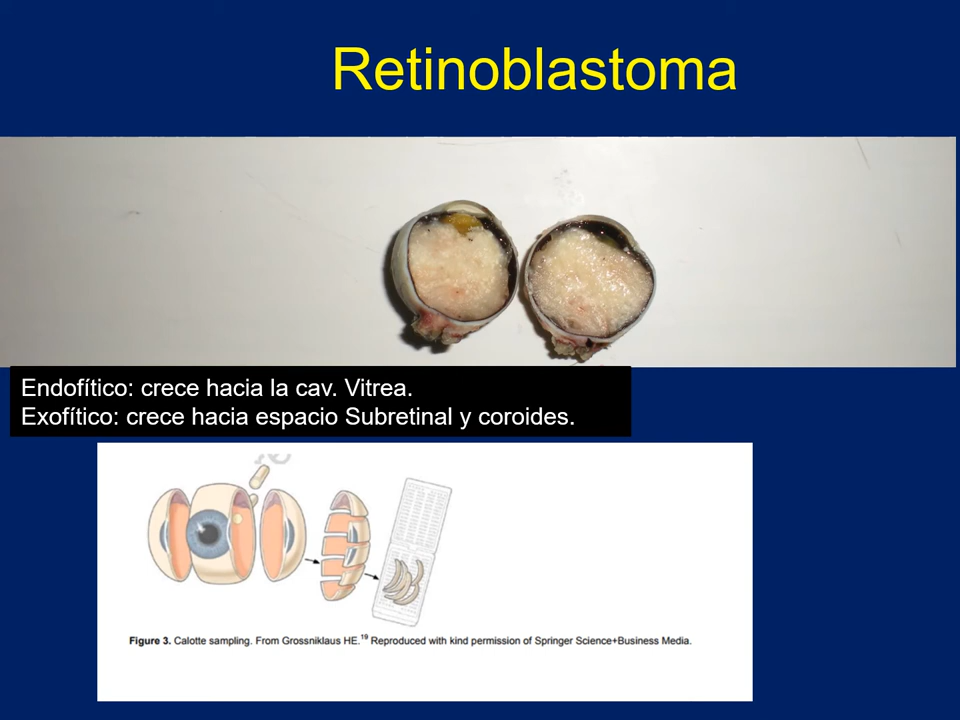 Retinoblastoma
Endofítico: crece hacia la cav. Vitrea.
Exofítico: crece hacia espacio Subretinal y coroides.
Figure 3. Calotte sampling. From Grossniklaus HE.19 Reproduced with kind permission of Springer Science+Business Media.